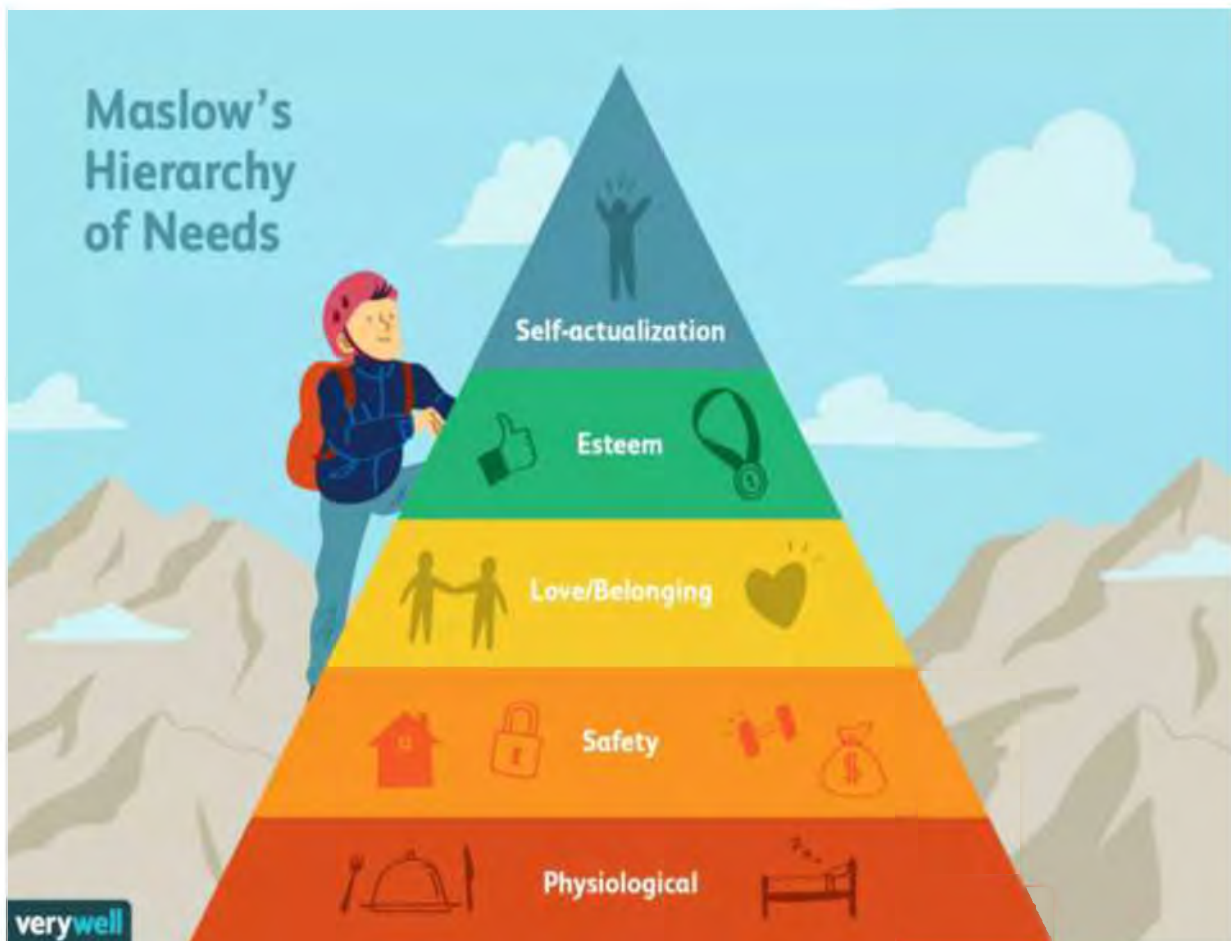 Maslow's
Hierarchy
of Needs
Self-actualization
Esteem
Love/Belonging
Safety
$
Physiological
verywell